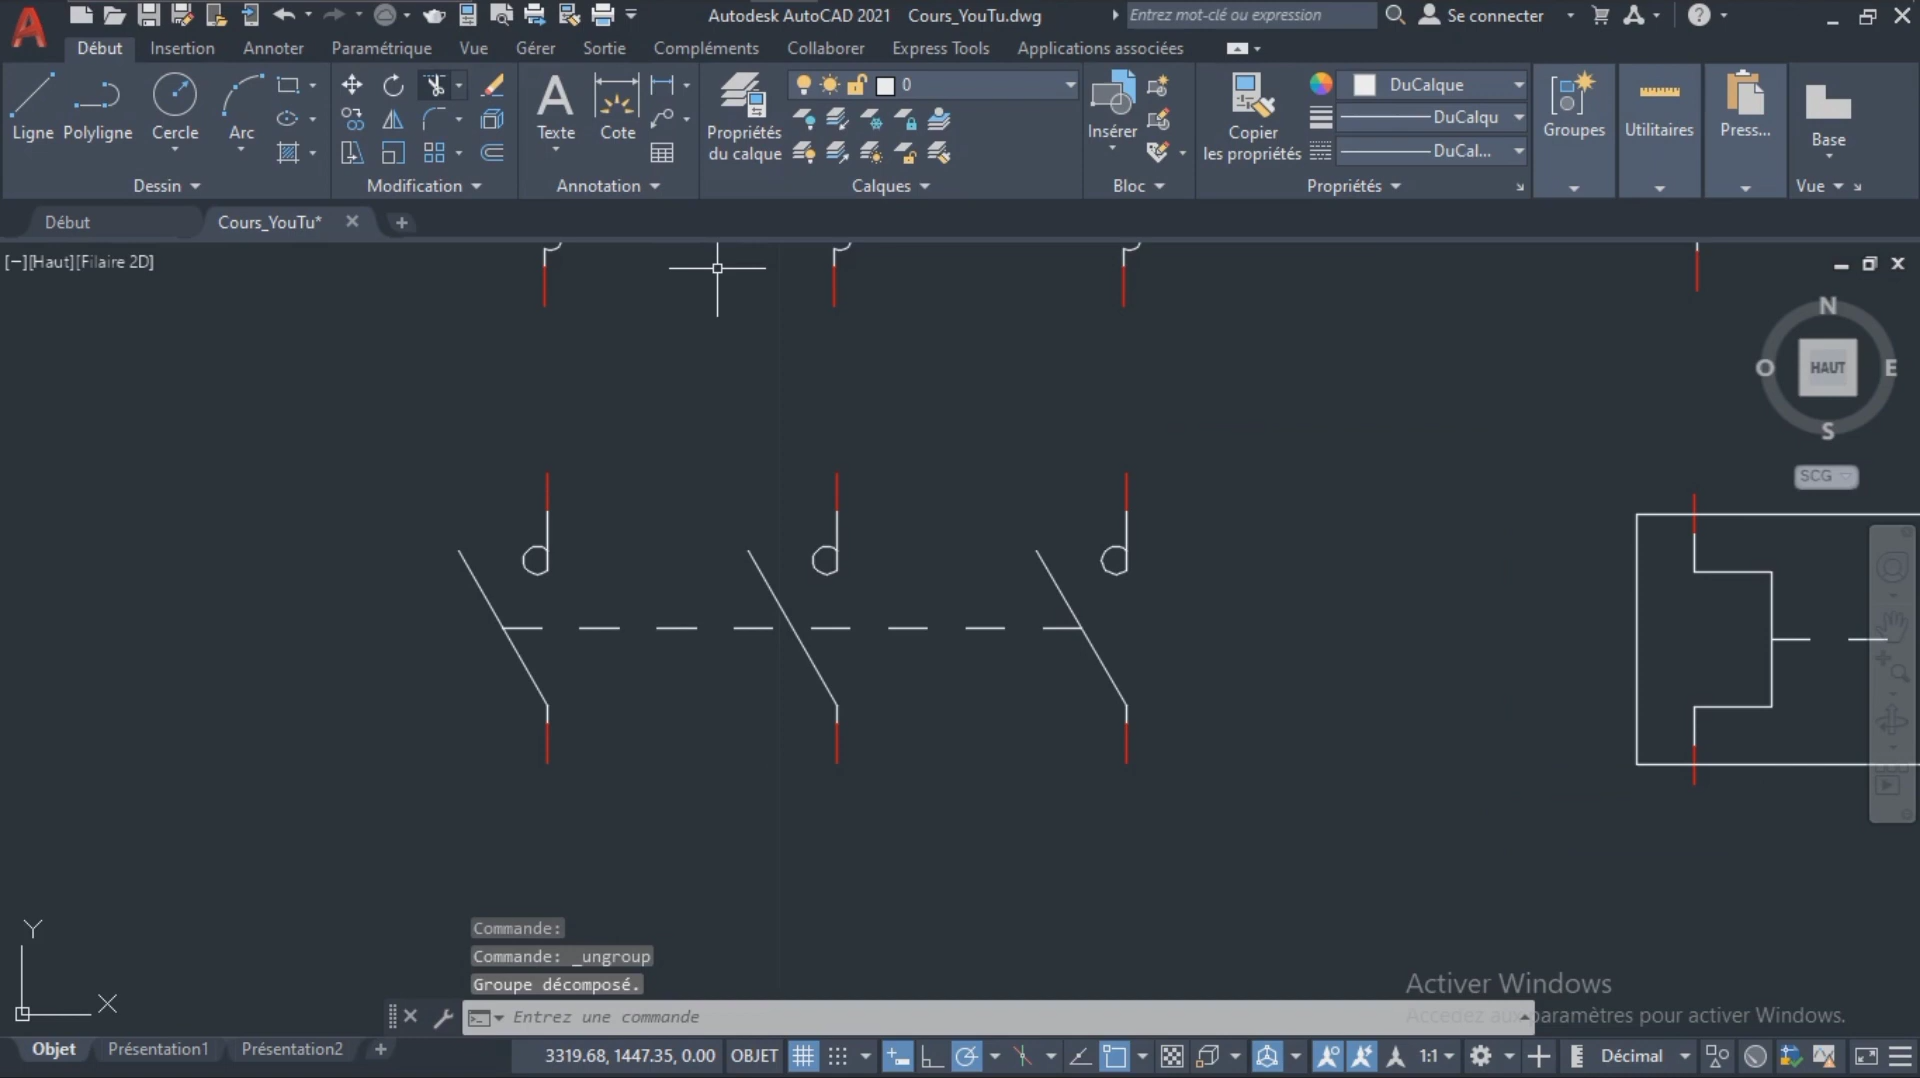 Autodesk AutoCAD 2021 Cours_YouTu.dwg
Entrez mot-clé ou expression
Se connecter
Début Insertion Annoter Paramétrique Vue Gérer Sortie Compléments Collaborer Express Tools Applications associées
0
DuCalque
DuCalqu
DuCal...
Ligne Polyligne Cercle Arc
Texte Cote
Propriétés du calque
Insérer
Copier les propriétés
Groupes Utilitaires Press... Base
Dessin Modification Annotation Calques Bloc Propriétés Vue
Début Cours_YouTu*
[−][Haut][Filaire 2D]
N
O HAUT E
S
SCG
Y
X
Commande:
Commande: _ungroup
Groupe décomposé.
Entrez une commande
Activer Windows
Accédez aux paramètres pour activer Windows.
Objet Présentation1 Présentation2
3319.68, 1447.35, 0.00 OBJET 1:1 Décimal